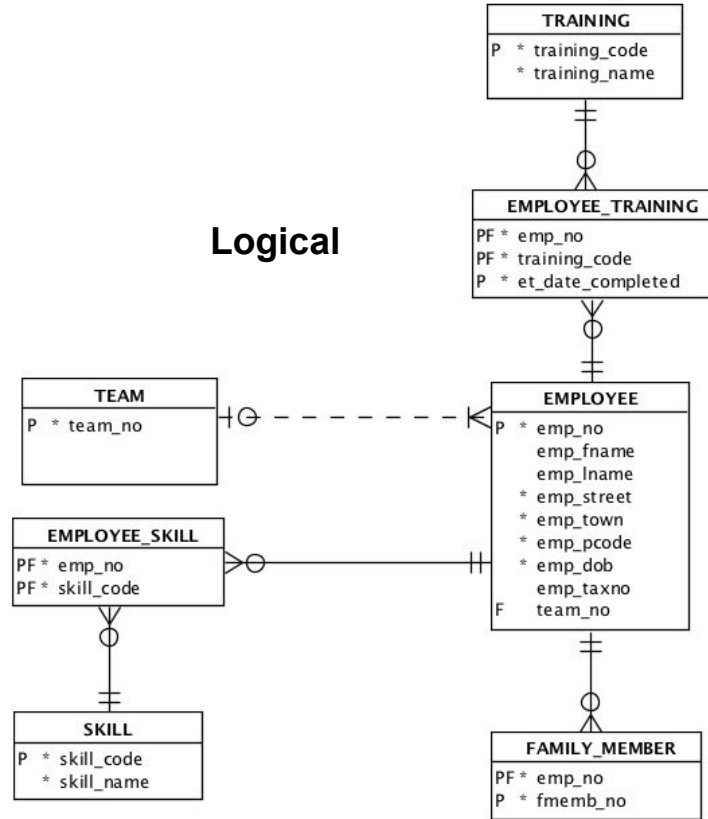 TRAINING
P * training_code
* training_name
EMPLOYEE_TRAINING
PF * emp_no
PF * training_code
P * et_date_completed
Logical
TEAM
P * team_no
EMPLOYEE
P * emp_no
emp_fname
emp_lname
* emp_street
* emp_town
* emp_pcode
* emp_dob
emp_taxno
F team_no
EMPLOYEE_SKILL
PF * emp_no
PF * skill_code
SKILL
P * skill_code
* skill_name
FAMILY_MEMBER
PF * emp_no
P * fmemb_no